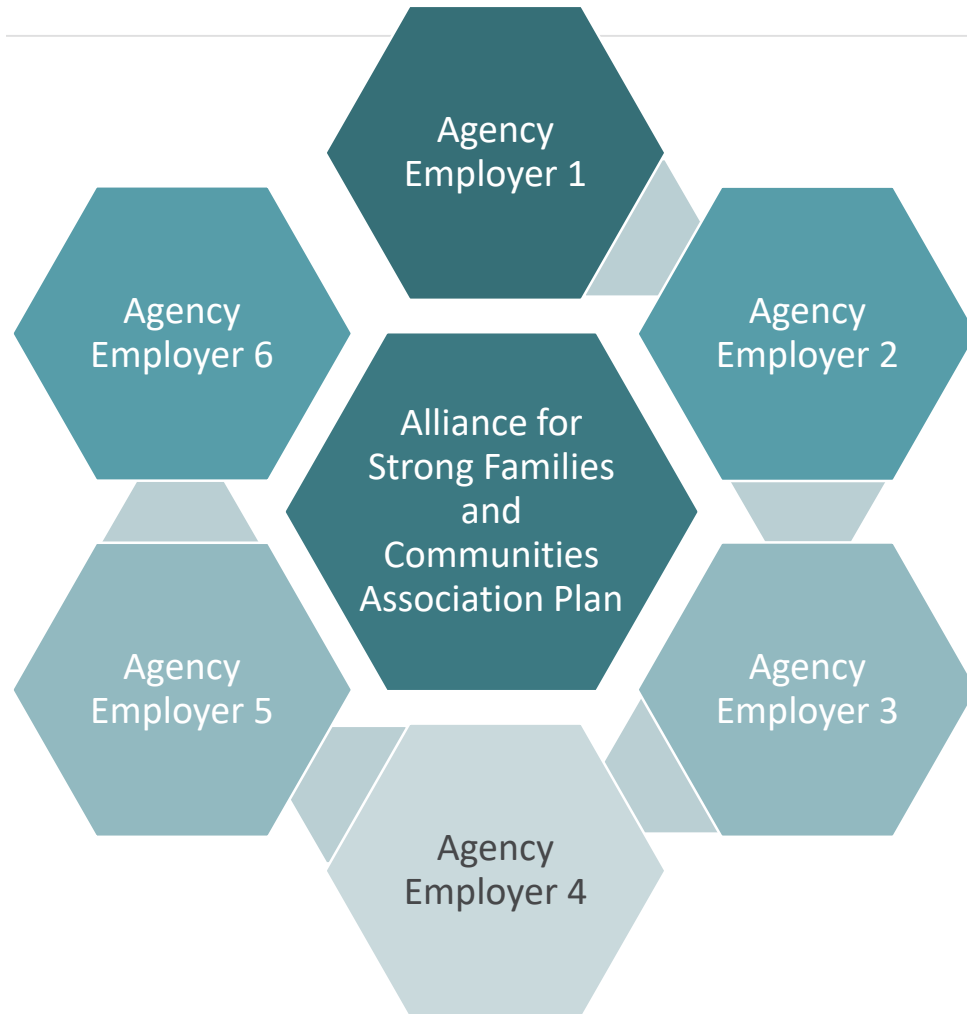 Agency
Employer 1
Agency
Employer 6
Agency
Employer 2
Alliance for
Strong Families
and
Communities
Association Plan
Agency
Employer 5
Agency
Employer 3
Agency
Employer 4